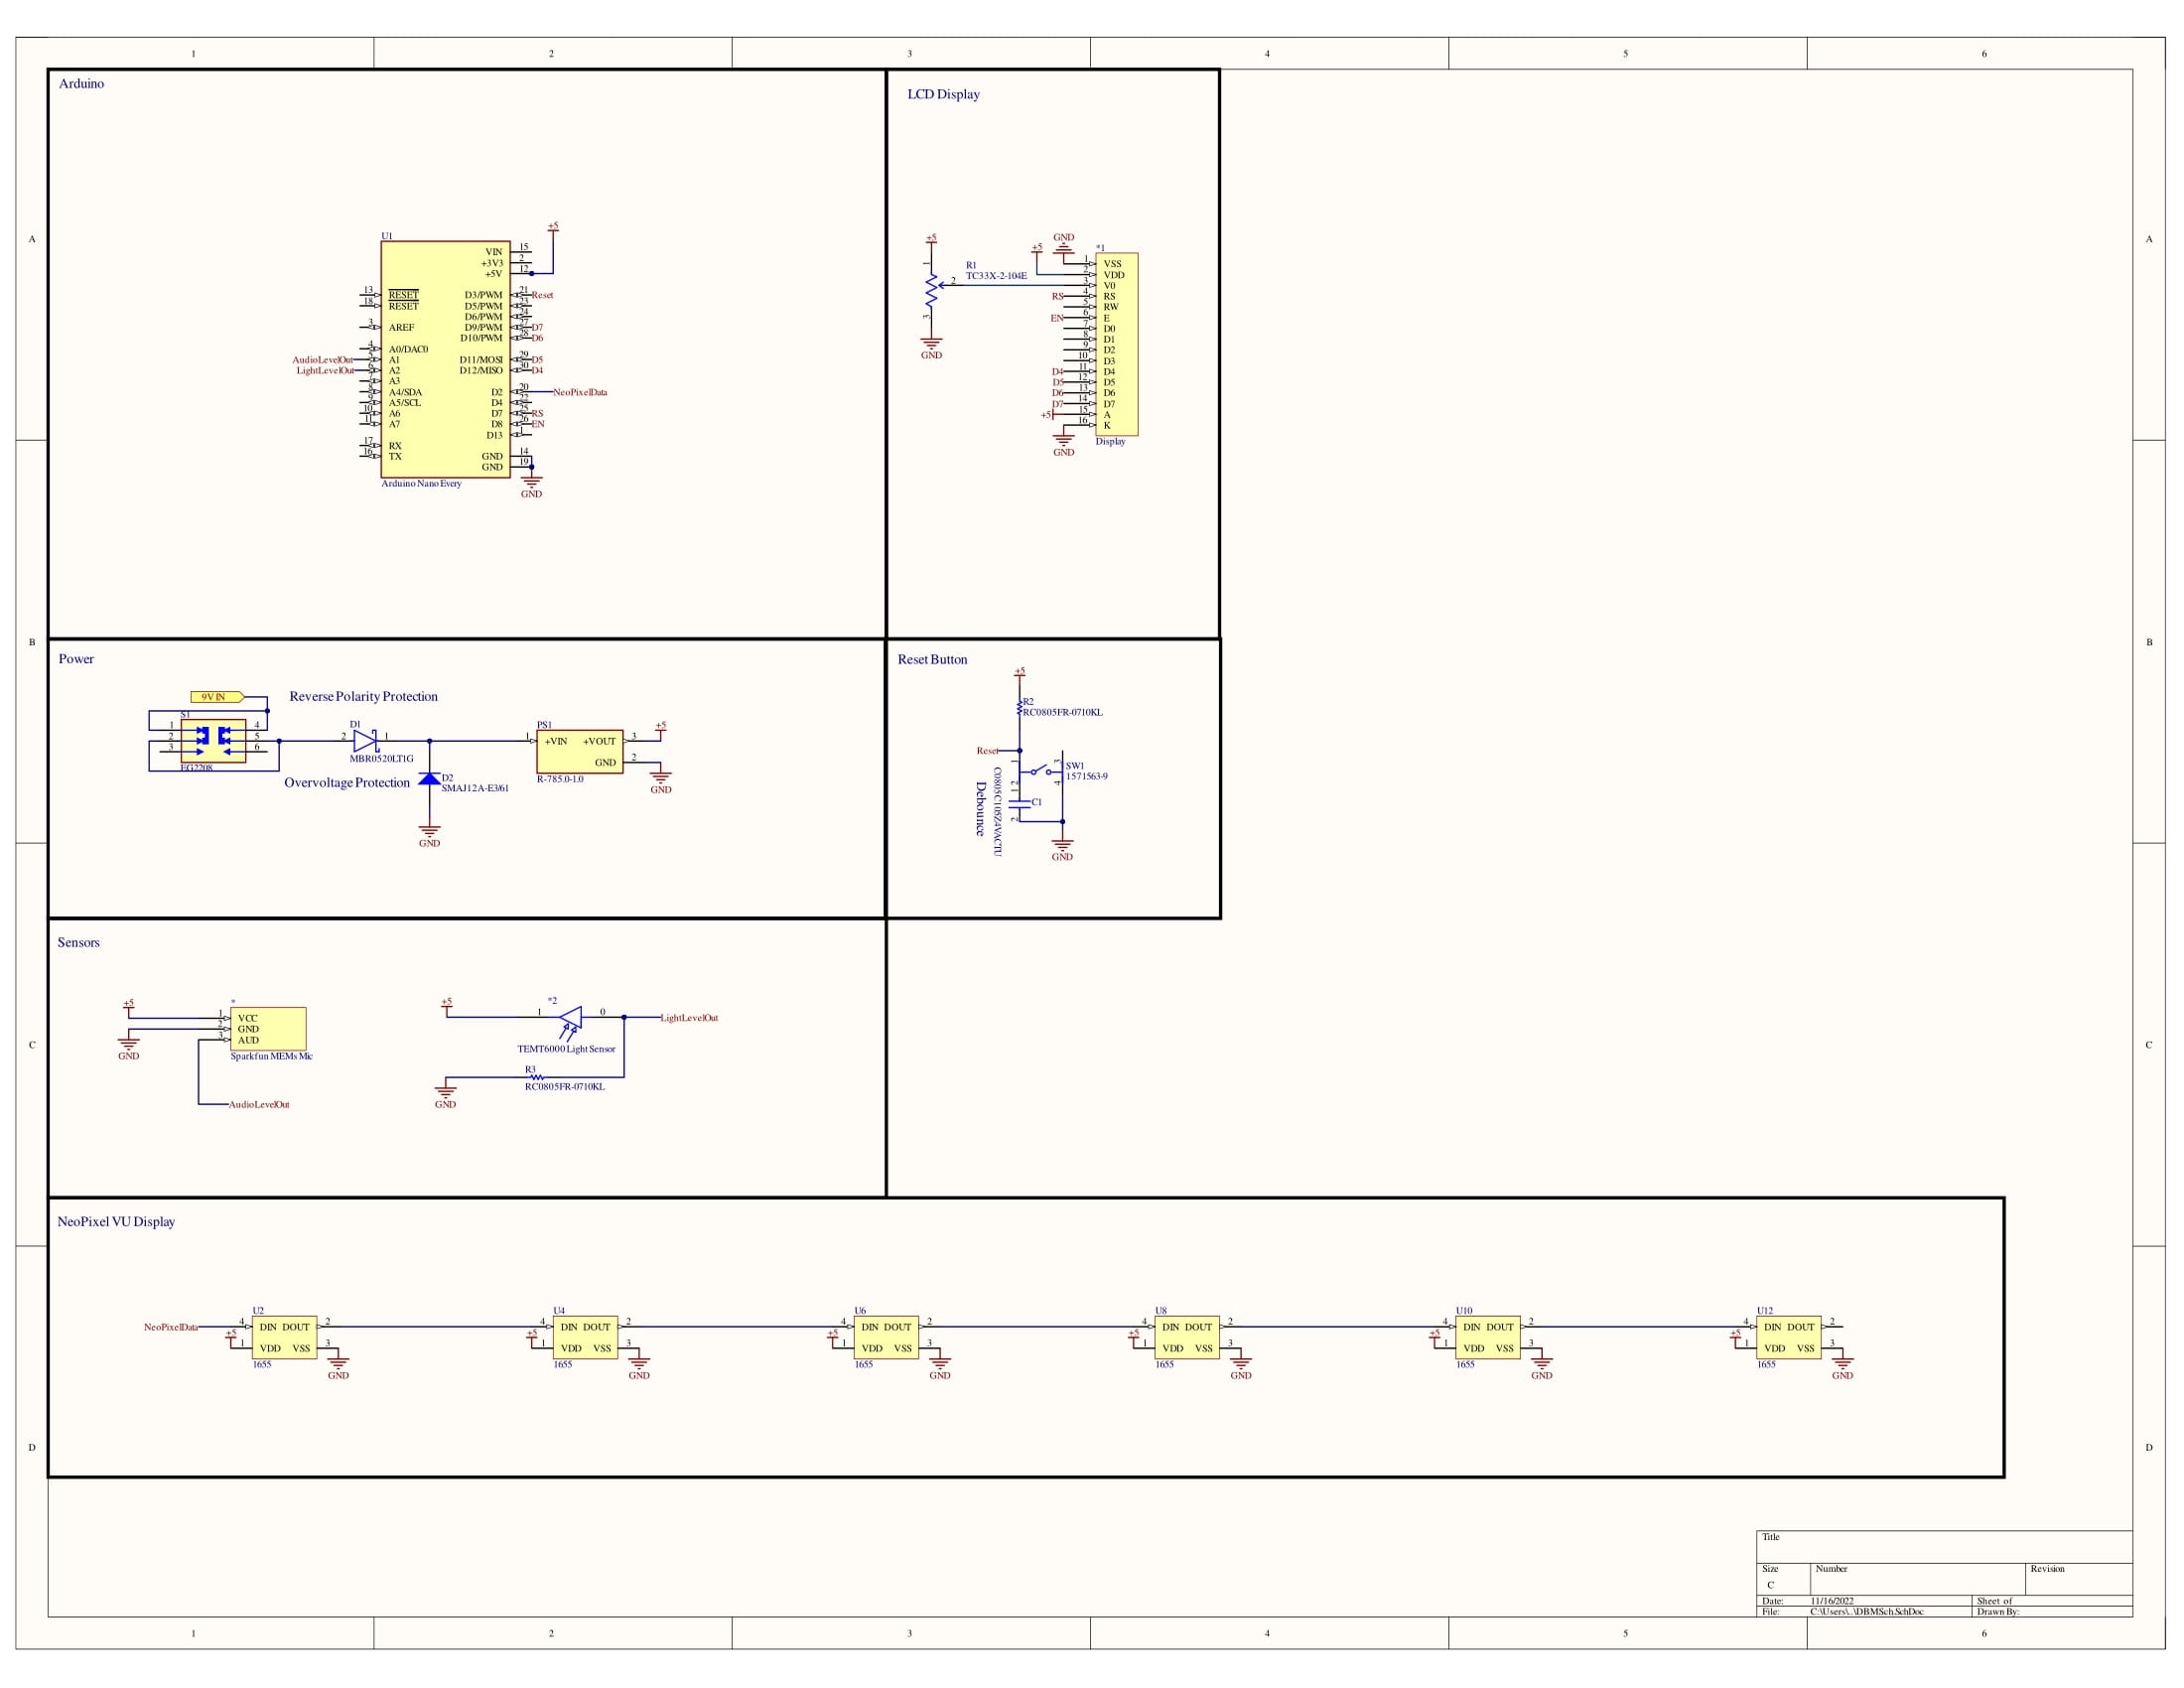 1 2 3 4 5 6
A A
B B
C C
D D
Arduino
U1
+5
VIN 15
+3V3 2
+5V 12
13 RESET
18 RESET
3 AREF
4 A0/DAC0
AudioLevelOut 5 A1
LightLevelOut 6 A2
7 A3
8 A4/SDA
9 A5/SCL
10 A6
11 A7
17 RX
16 TX
D3/PWM 21 Reset
D5/PWM 23
D6/PWM 24
D9/PWM 27 D7
D10/PWM 28 D6
D11/MOSI 29 D5
D12/MISO 30 D4
D2 20 NeoPixelData
D4 22
D7 25 RS
D8 26 EN
D13 1
GND 14
GND 19
GND
Arduino Nano Every
LCD Display
+5
1
R1
TC33X-2-104E
2
3
GND
+5
GND
*1
1 VSS
2 VDD
3 V0
RS 4 RS
5 RW
EN 6 E
7 D0
8 D1
9 D2
10 D3
D4 11 D4
D5 12 D5
D6 13 D6
D7 14 D7
+5 15 A
16 K
GND
Display
Power
9V IN
Reverse Polarity Protection
S1
1 4
2 5
3 6
EG2208
D1
2 1
MBR0520LT1G
Overvoltage Protection
D2
SMAJ12A-E3/61
GND
PS1
1 +VIN +VOUT 3
GND 2
R-785.0-1.0
+5
GND
Reset Button
+5
R2
RC0805FR-0710KL
Reset
1 2
3 4
SW1
1571563-9
1 2
C1
C0805C105Z4VACTU
Debounce
GND
Sensors
+5
*
1 VCC
2 GND
3 AUD
GND
Sparkfun MEMs Mic
AudioLevelOut
+5
*2
1 0
LightLevelOut
TEMT6000 Light Sensor
R3
RC0805FR-0710KL
GND
NeoPixel VU Display
NeoPixelData
U2
4 DIN DOUT 2
+5 1 VDD VSS 3
1655
GND
U4
4 DIN DOUT 2
+5 1 VDD VSS 3
1655
GND
U6
4 DIN DOUT 2
+5 1 VDD VSS 3
1655
GND
U8
4 DIN DOUT 2
+5 1 VDD VSS 3
1655
GND
U10
4 DIN DOUT 2
+5 1 VDD VSS 3
1655
GND
U12
4 DIN DOUT 2
+5 1 VDD VSS 3
1655
GND
Title
Size Number Revision
C
Date: 11/16/2022 Sheet of
File: C:\Users\..\DBMSch.SchDoc Drawn By:
1 2 3 4 5 6